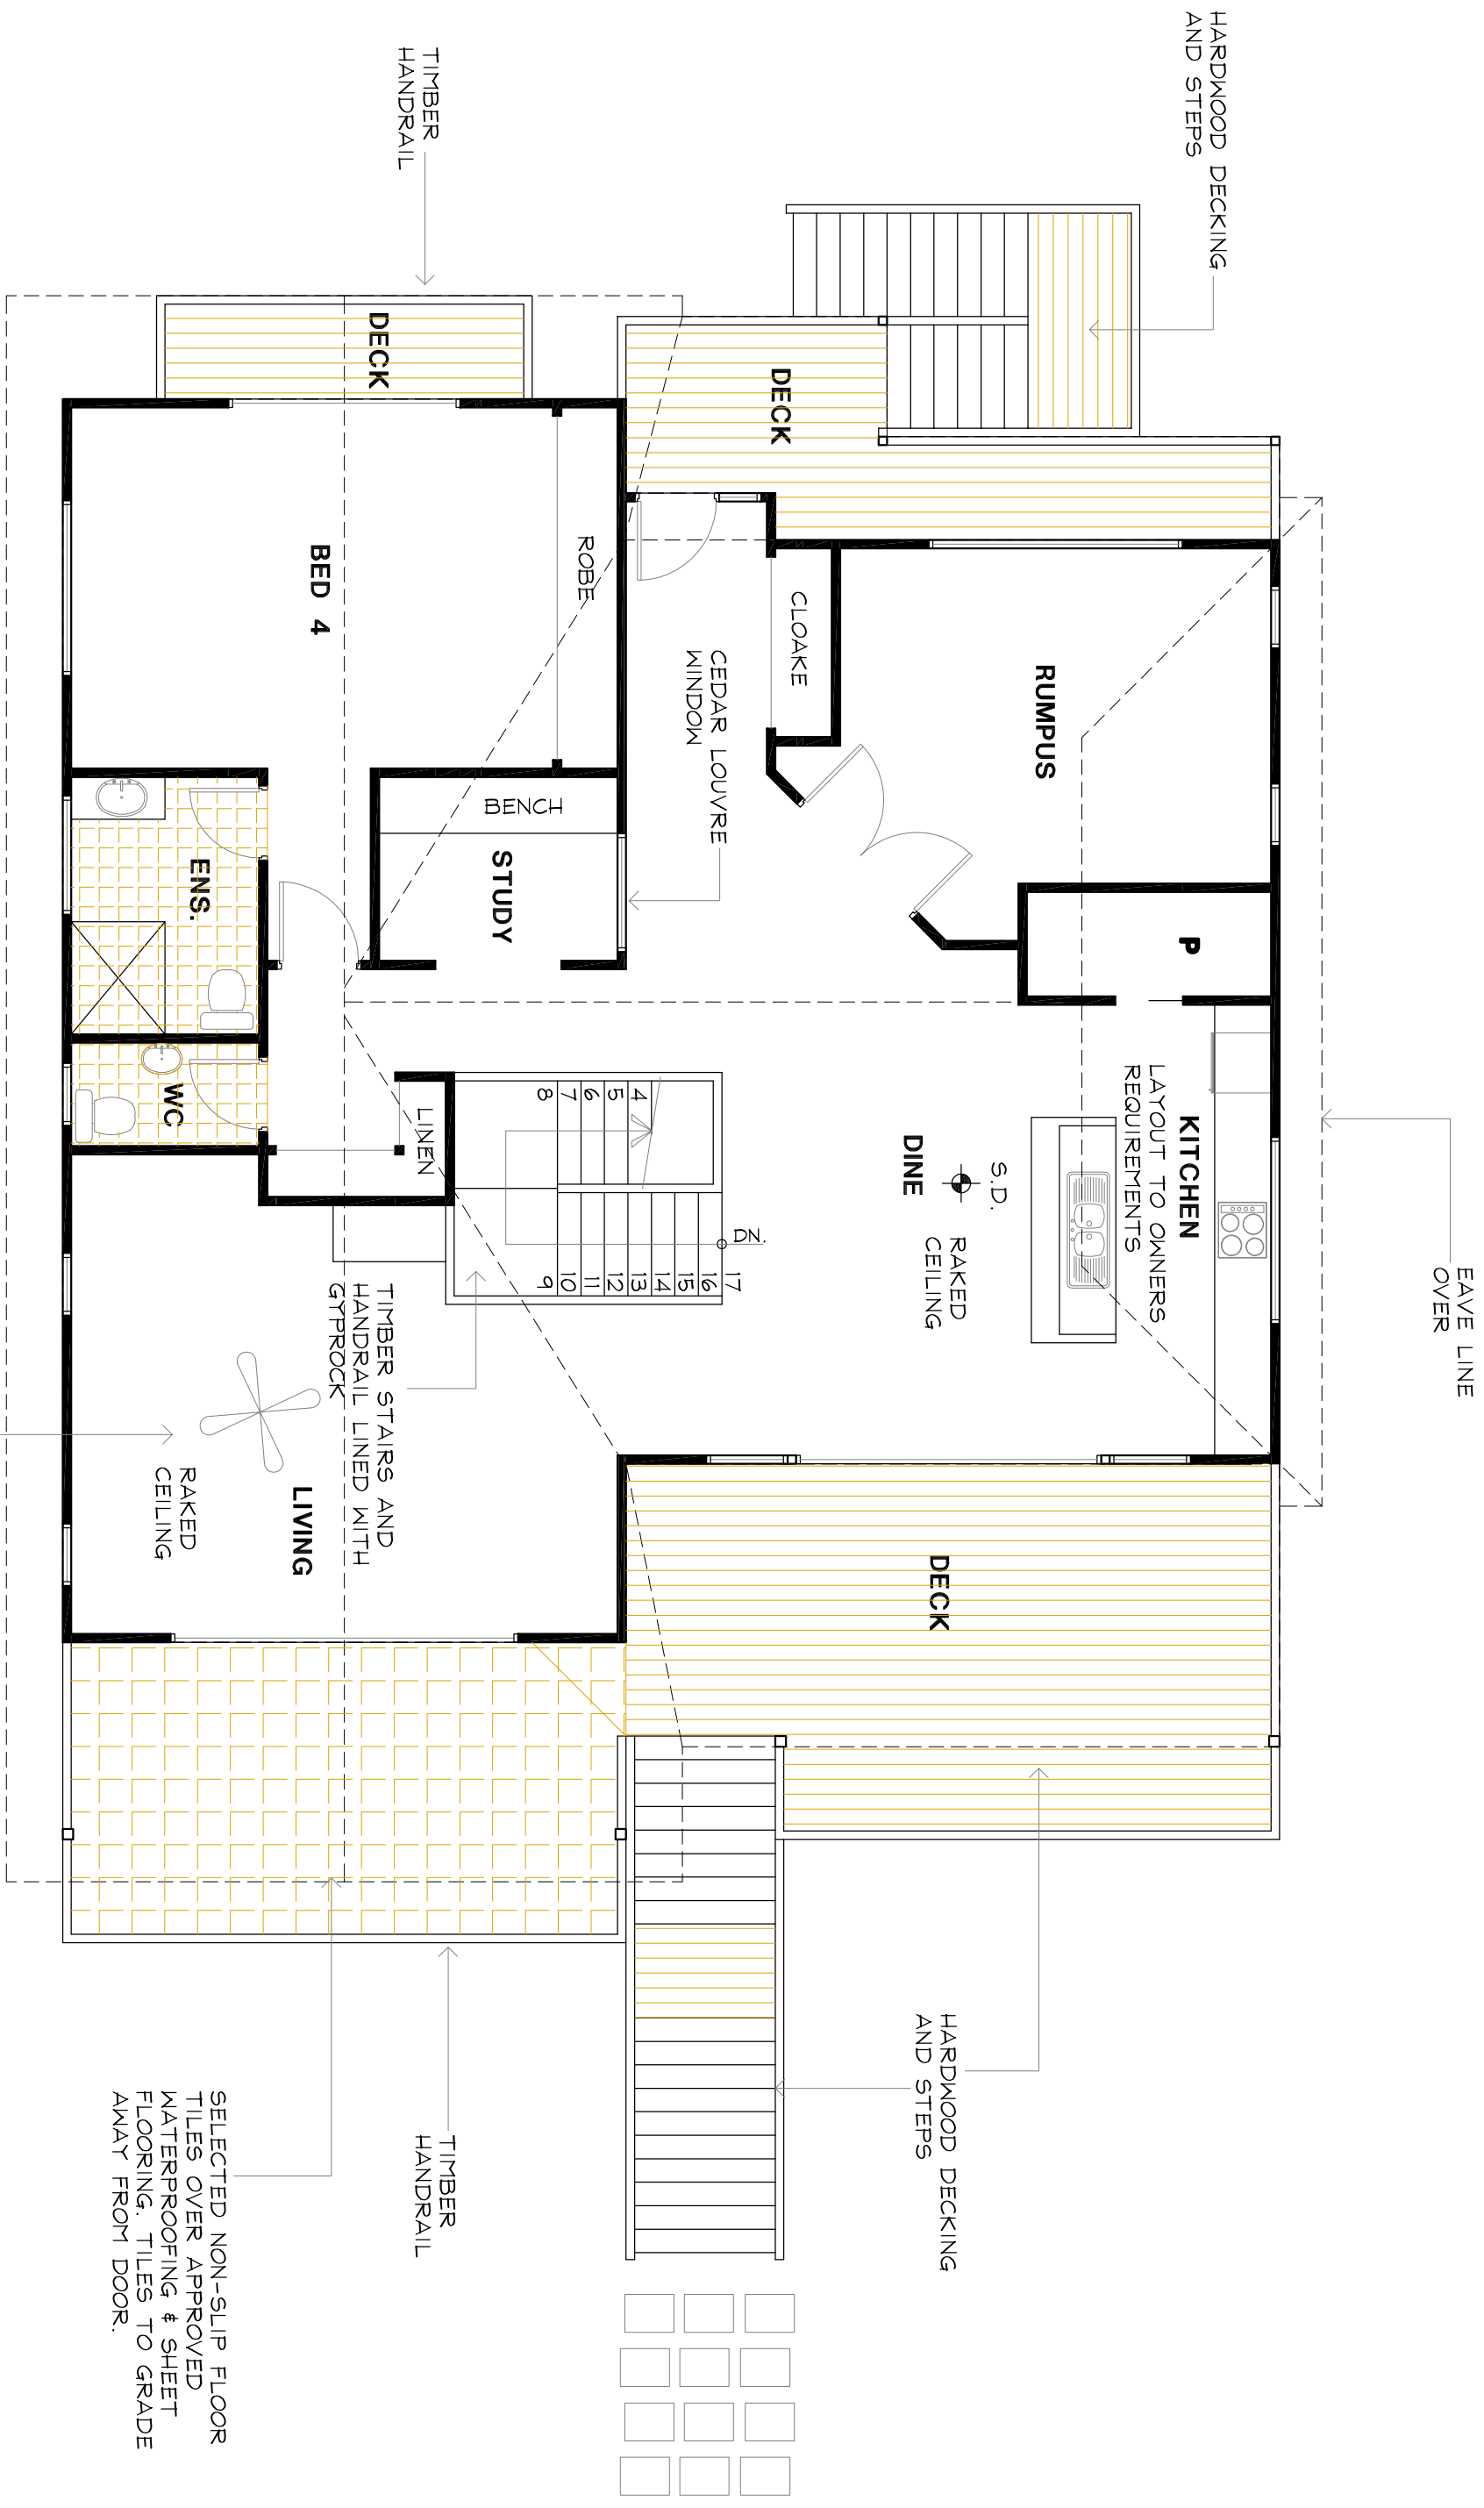 HARDWOOD DECKING
AND STEPS
TIMBER
HANDRAIL
EAVE LINE
OVER
DECK
DECK
ROBE
BED 4
CLOAKE
CEDAR LOUVRE
WINDOW
RUMPUS
BENCH
STUDY
ENS.
P
WC
LINEN
KITCHEN
LAYOUT TO OWNERS
REQUIREMENTS
DINE
S.D.
RAKED
CEILING
DN.
4
5
6
7
8
9
10
11
12
13
14
15
16
17
TIMBER STAIRS AND
HANDRAIL LINED WITH
GYPROCK
RAKED
CEILING
LIVING
DECK
HARDWOOD DECKING
AND STEPS
TIMBER
HANDRAIL
SELECTED NON-SLIP FLOOR
TILES OVER APPROVED
WATERPROOFING & SHEET
FLOORING. TILES TO GRADE
AWAY FROM DOOR.